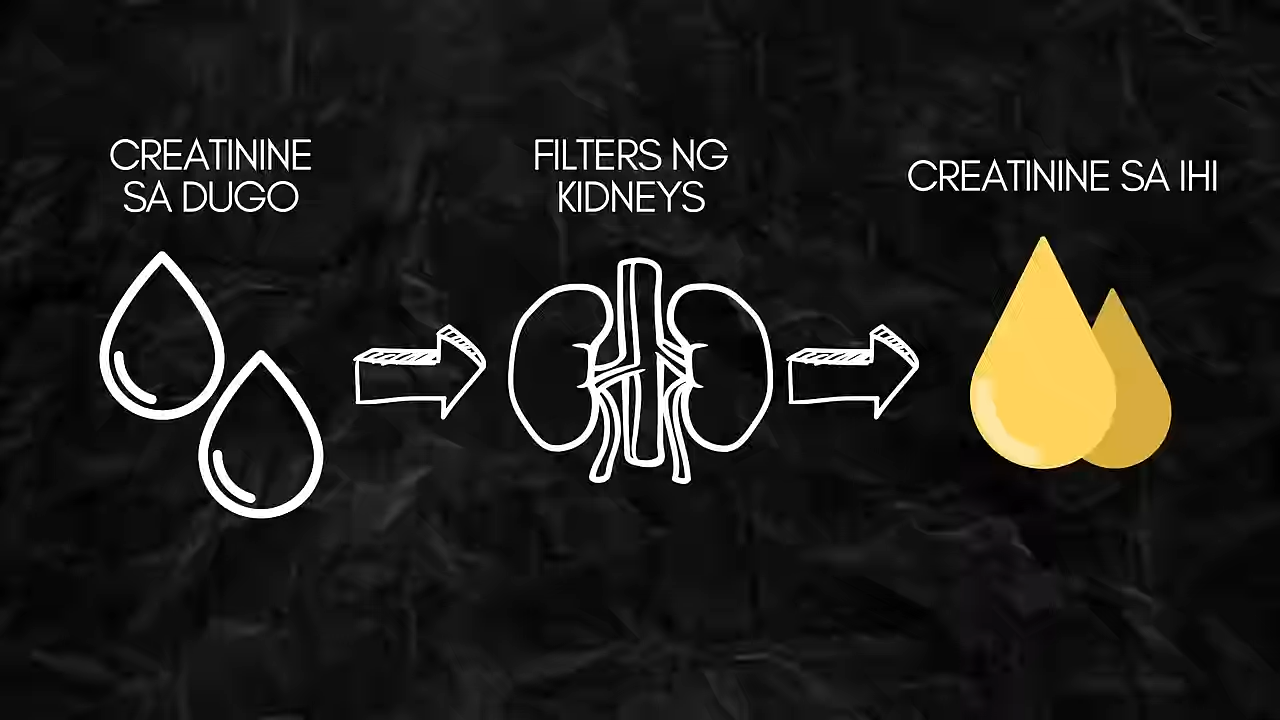 CREATININE
SA DUGO
FILTERS NG
KIDNEYS
CREATININE SA IHI